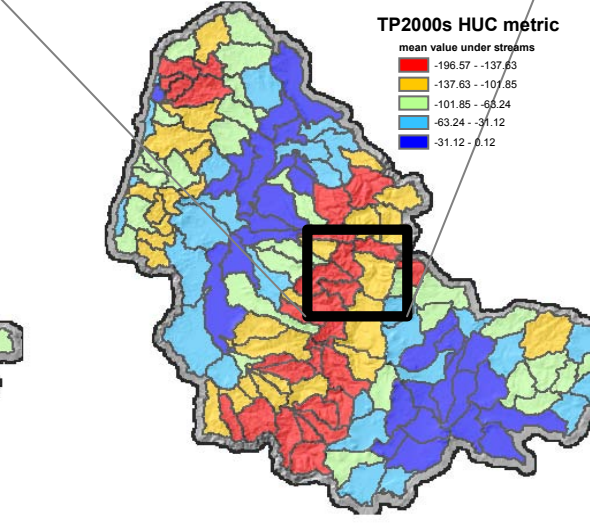 TP2000s HUC metric
mean value under streams
-196.57 - -137.63
-137.63 - -101.85
-101.85 - -63.24
-63.24 - -31.12
-31.12 - 0.12